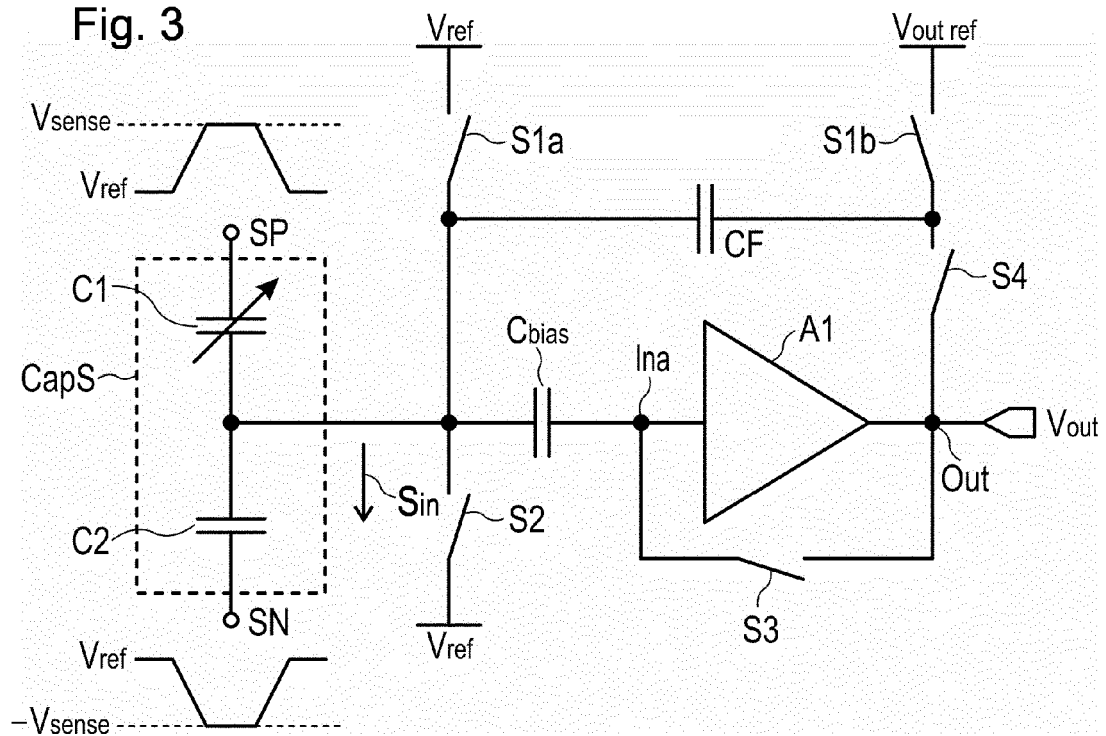 Fig. 3
Vref
Vout ref
Vsense
S1a
S1b
Vref
SP
CF
S4
C1
Cbias
Ina
A1
CapS
Vout
Out
Sin
S2
C2
SN
S3
Vref
Vref
–Vsense